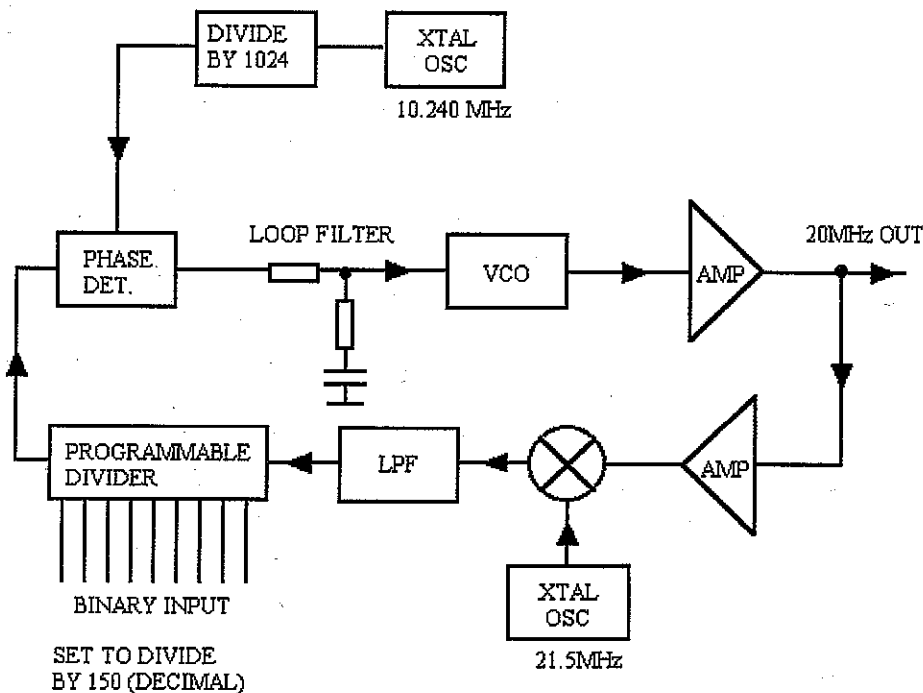 DIVIDE
BY 1024
XTAL
OSC
10.240 MHz
PHASE.
DET.
LOOP FILTER
VCO
AMP
20MHz OUT
PROGRAMMABLE
DIVIDER
LPF
AMP
BINARY INPUT
XTAL
OSC
21.5MHz
SET TO DIVIDE
BY 150 (DECIMAL)